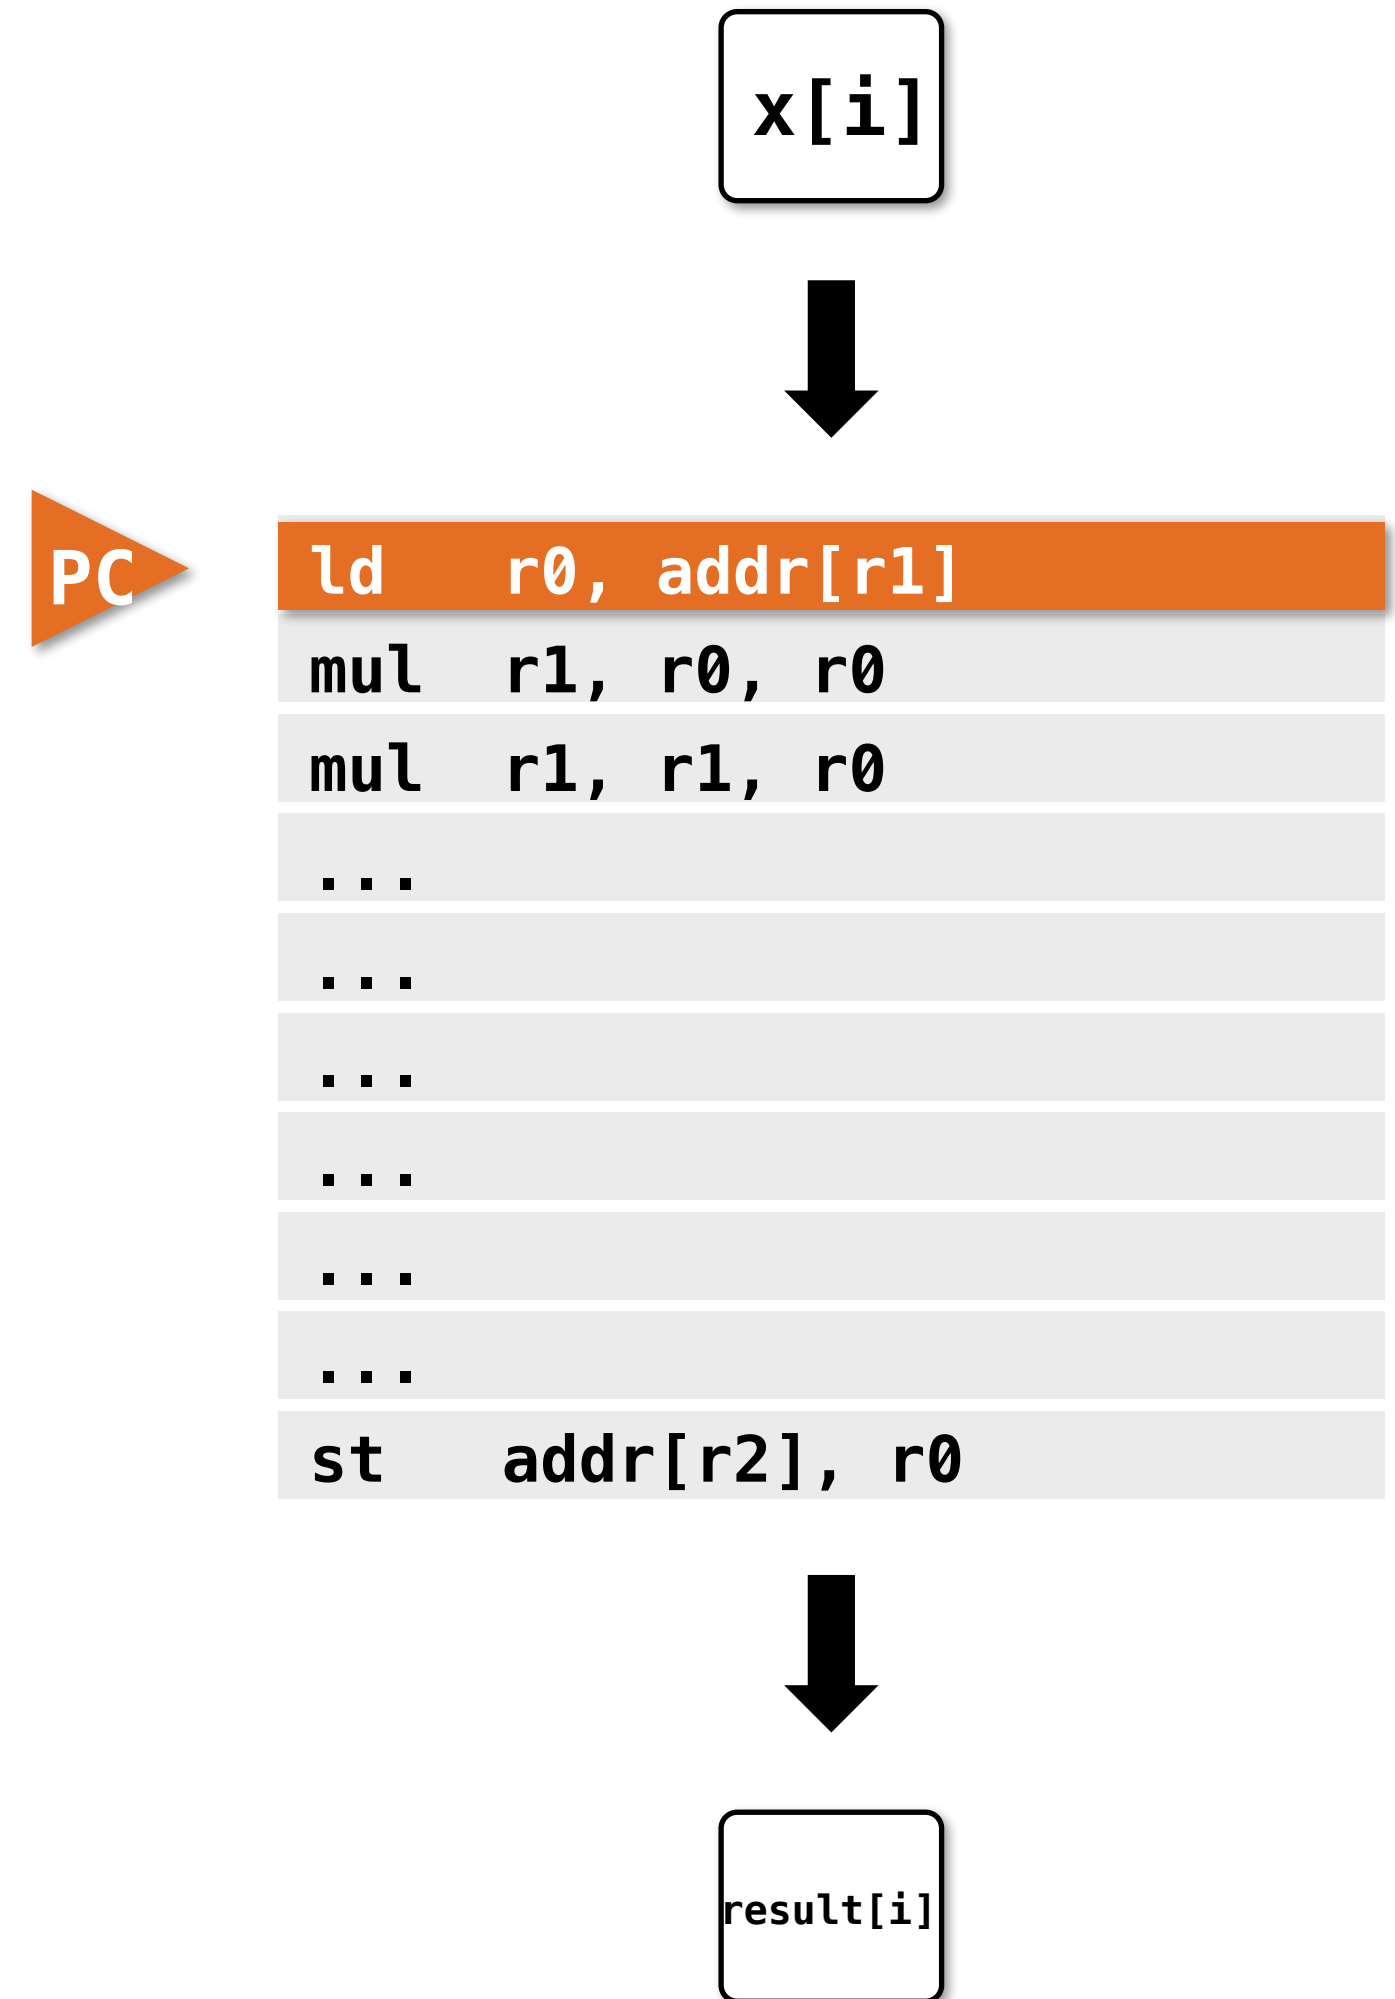 x[i]
PC
ld r0, addr[r1]
mul r1, r0, r0
mul r1, r1, r0
...
...
...
...
...
...
st addr[r2], r0
result[i]